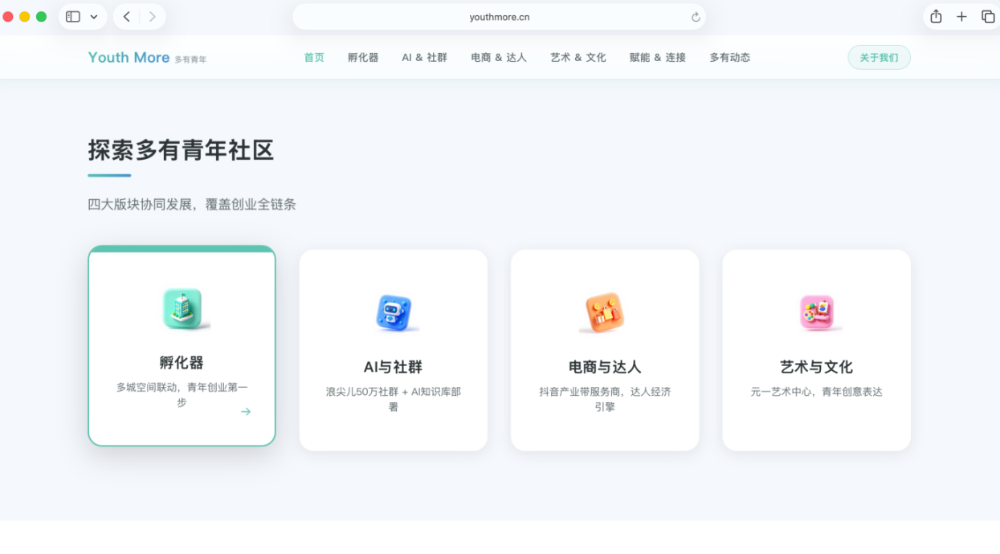 youthmore.cn
Youth More 多有青年
首页
孵化器
AI & 社群
电商 & 达人
艺术 & 文化
赋能 & 连接
多有动态
关于我们
探索多有青年社区
四大版块协同发展，覆盖创业全链条
孵化器
多城空间联动，青年创业第一
步
AI与社群
浪尖儿50万社群 + AI知识库部
署
电商与达人
抖音产业带服务商，达人经济
引擎
艺术与文化
元一艺术中心，青年创意表达